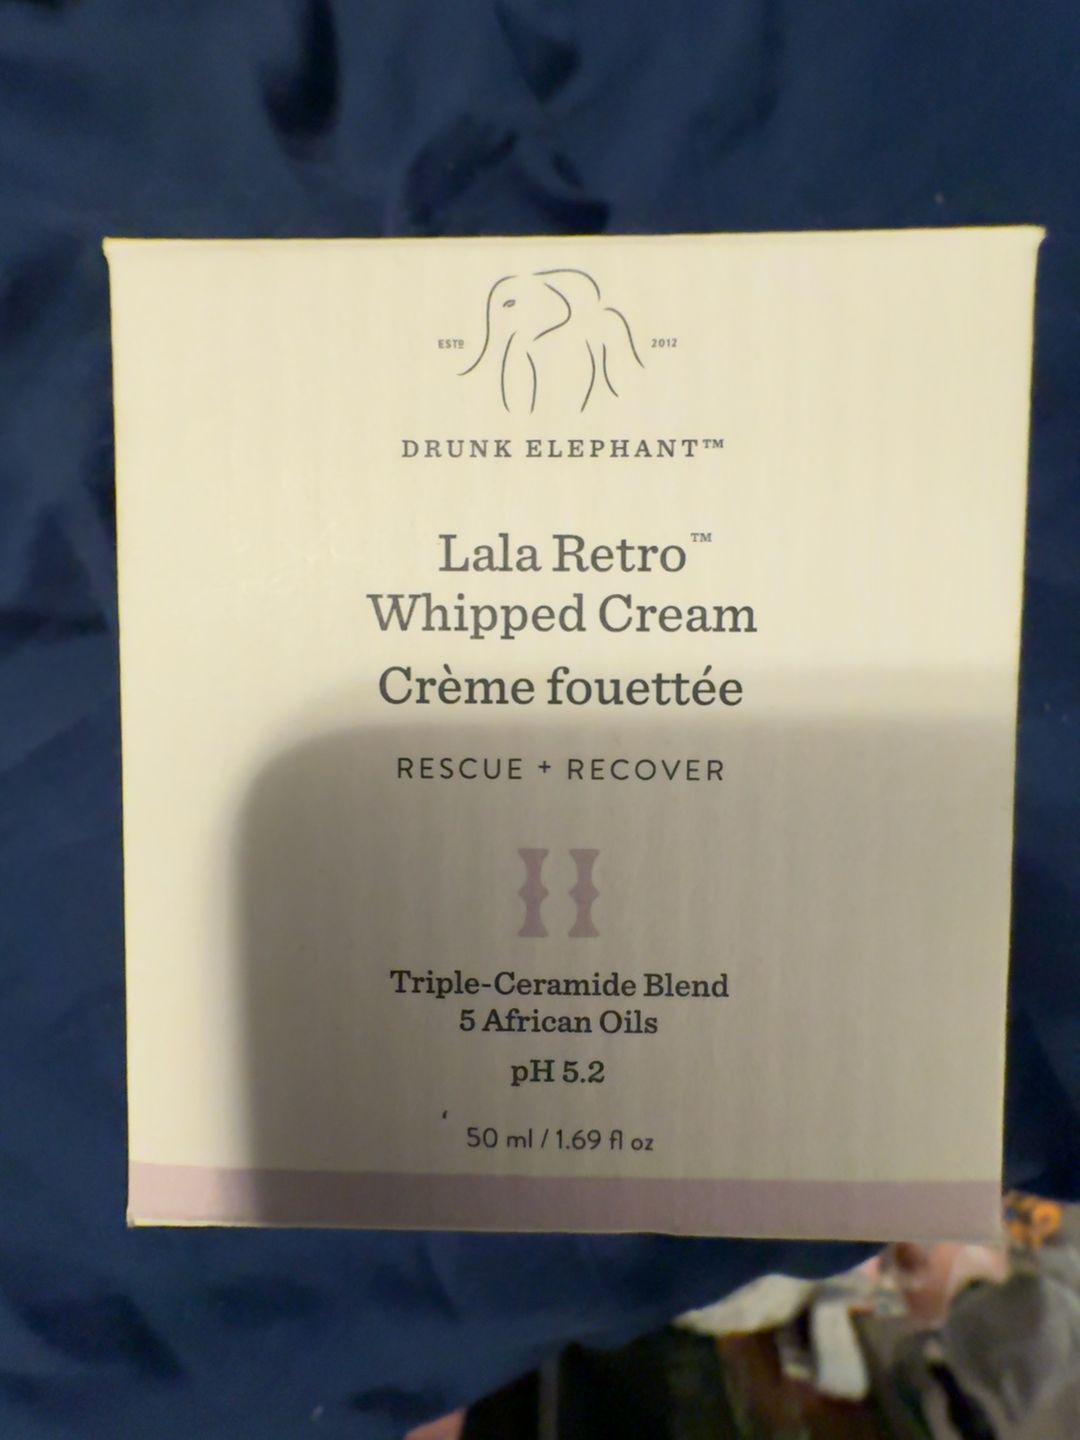 ESTD 2012
DRUNK ELEPHANT™
Lala Retro™
Whipped Cream
Crème fouettée
RESCUE + RECOVER
Triple-Ceramide Blend
5 African Oils
pH 5.2
50 ml / 1.69 fl oz